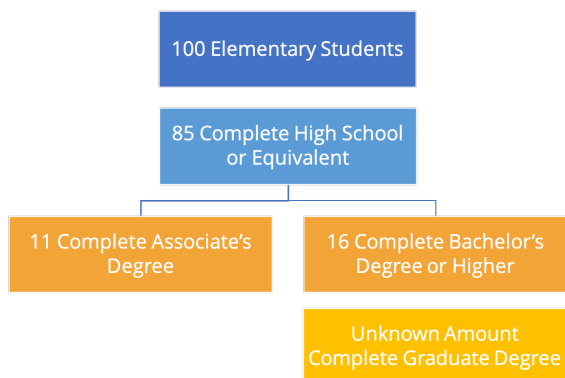 100 Elementary Students
85 Complete High School
or Equivalent
11 Complete Associate's
Degree
16 Complete Bachelor's
Degree or Higher
Unknown Amount
Complete Graduate Degree